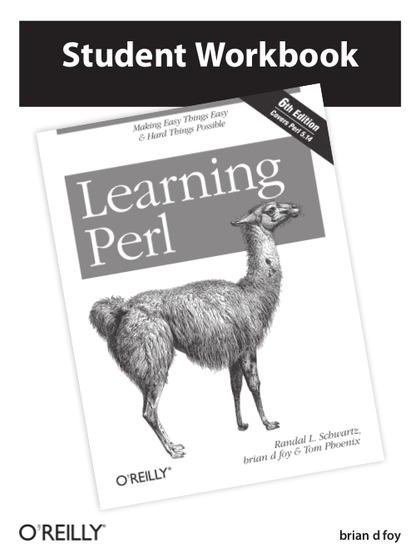 Student Workbook
6th Edition
Covers Perl 5.14
Making Easy Things Easy
& Hard Things Possible
Learning
Perl
Randal L. Schwartz,
brian d foy & Tom Phoenix
O'REILLY®
O'REILLY®
brian d foy